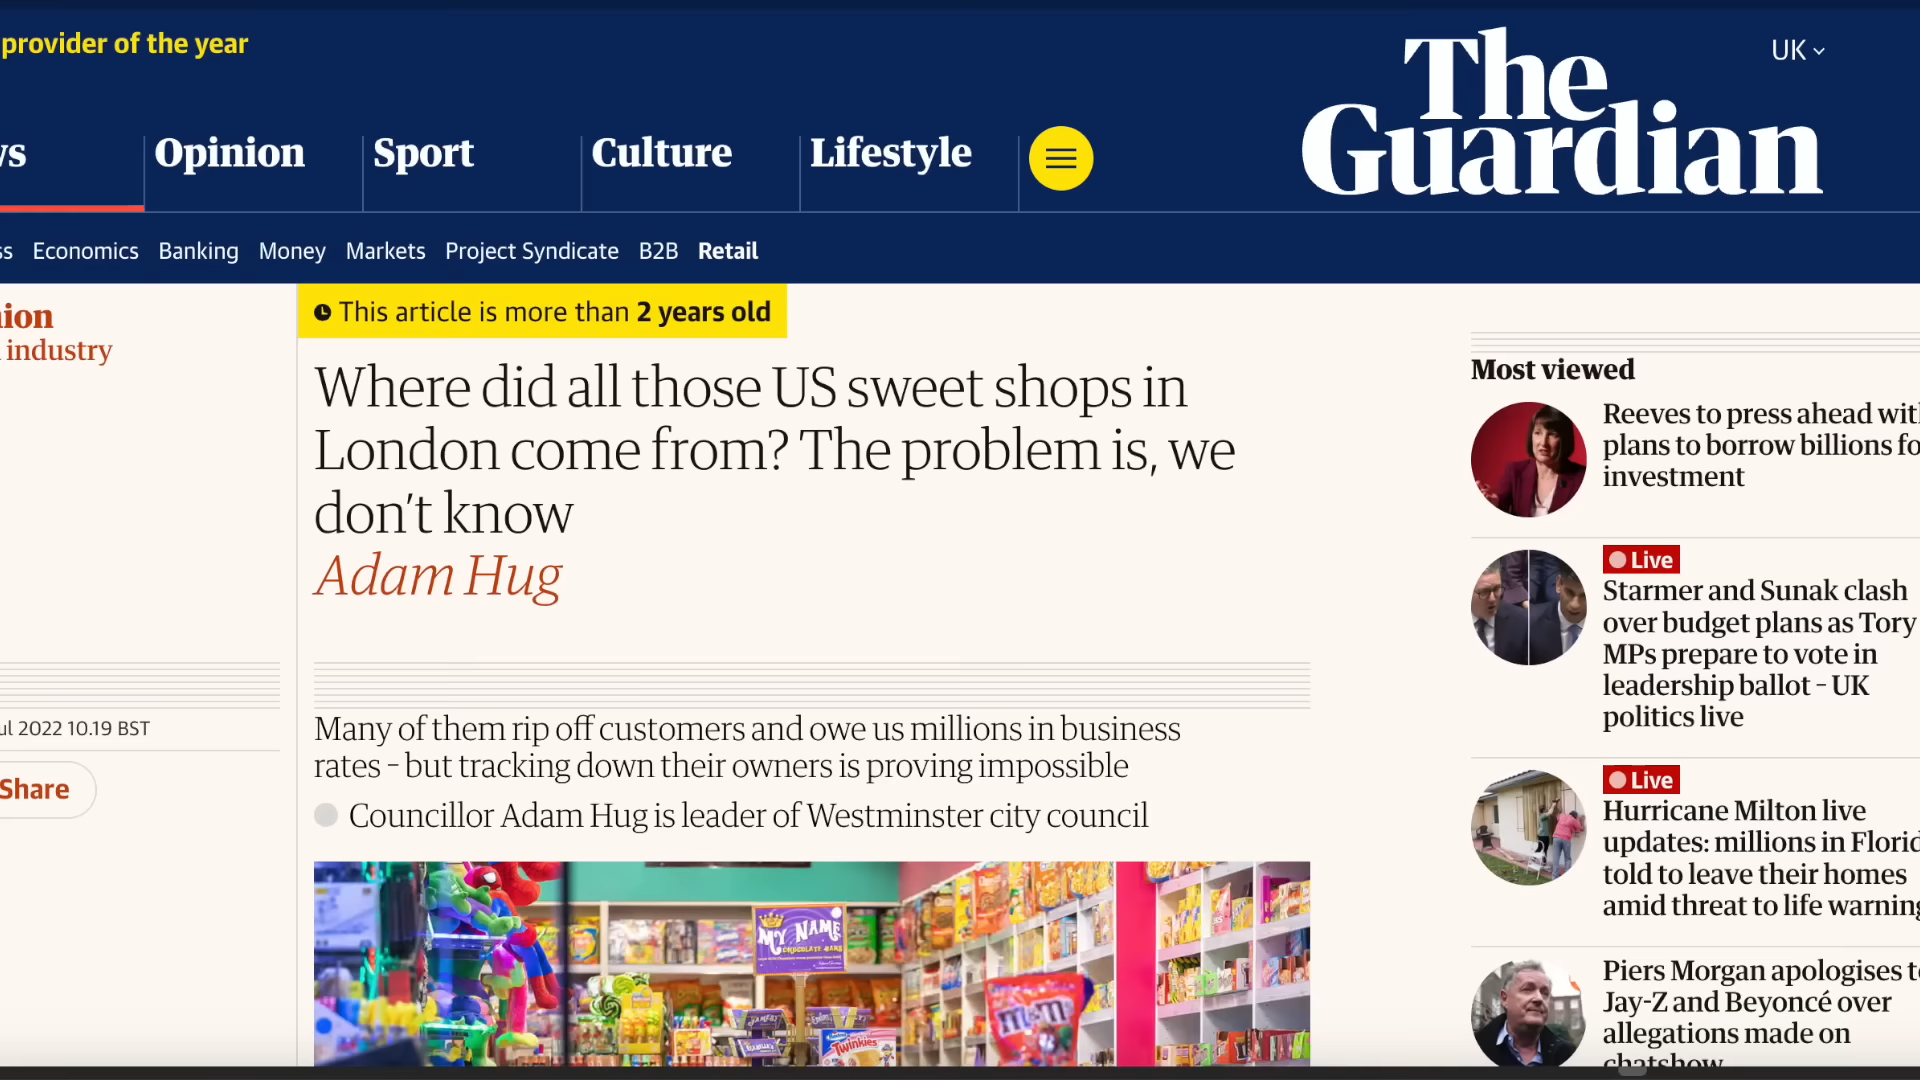 provider of the year
UK
The
Guardian
Opinion
Sport
Culture
Lifestyle
Economics
Banking
Money
Markets
Project Syndicate
B2B
Retail
industry
This article is more than 2 years old
Where did all those US sweet shops in
London come from? The problem is, we
don't know
Adam Hug
2022 10.19 BST
Share
Many of them rip off customers and owe us millions in business
rates – but tracking down their owners is proving impossible
Councillor Adam Hug is leader of Westminster city council
MY NAME
CHOCOLATE BARS
m&m
Twinkies
Most viewed
Reeves to press ahead with
plans to borrow billions fo
investment
Live
Starmer and Sunak clash
over budget plans as Tory
MPs prepare to vote in
leadership ballot – UK
politics live
Live
Hurricane Milton live
updates: millions in Florid
told to leave their homes
amid threat to life warning
Piers Morgan apologises to
Jay-Z and Beyoncé over
allegations made on
chatshow